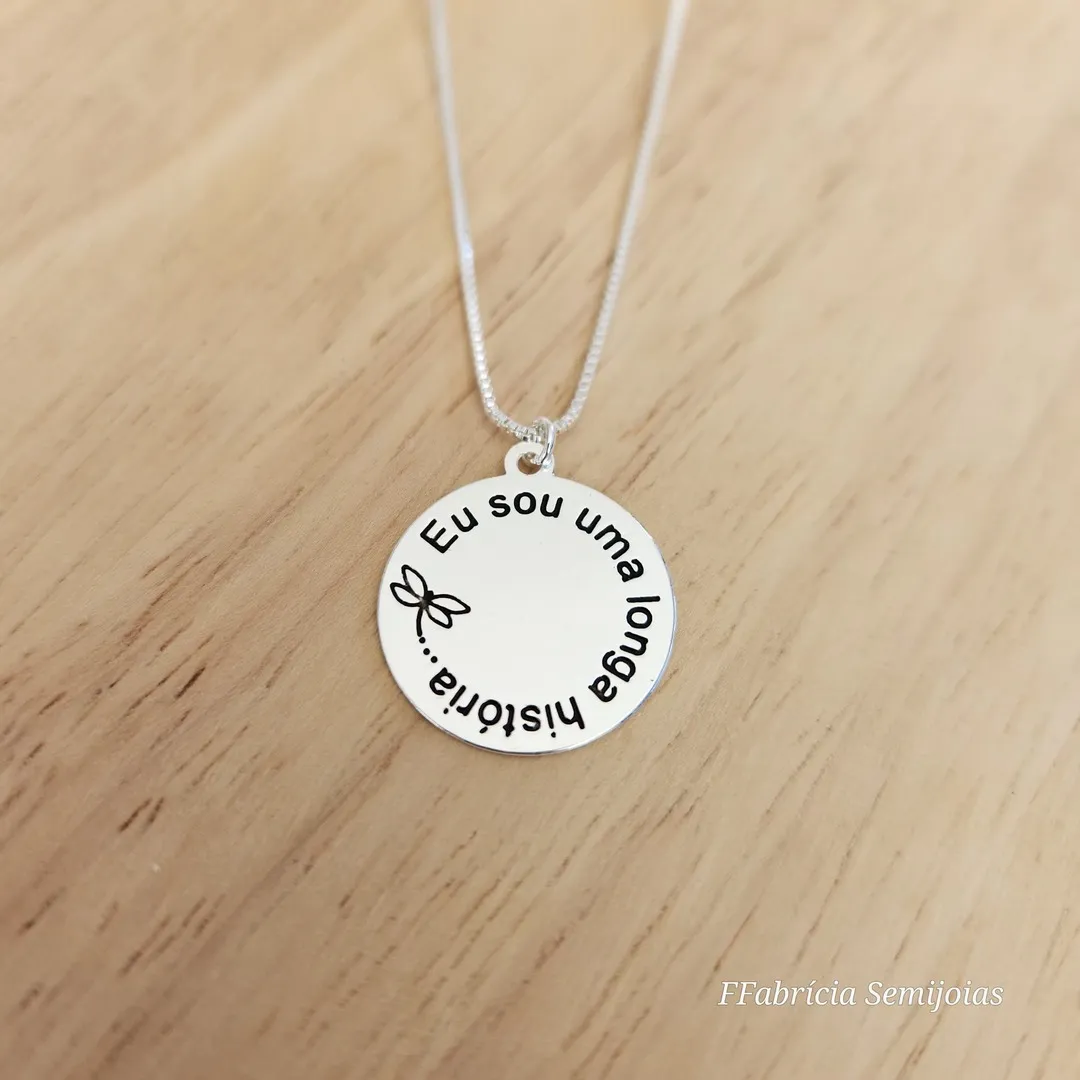 Eu sou uma longa história...
FFabrícia Semijoias